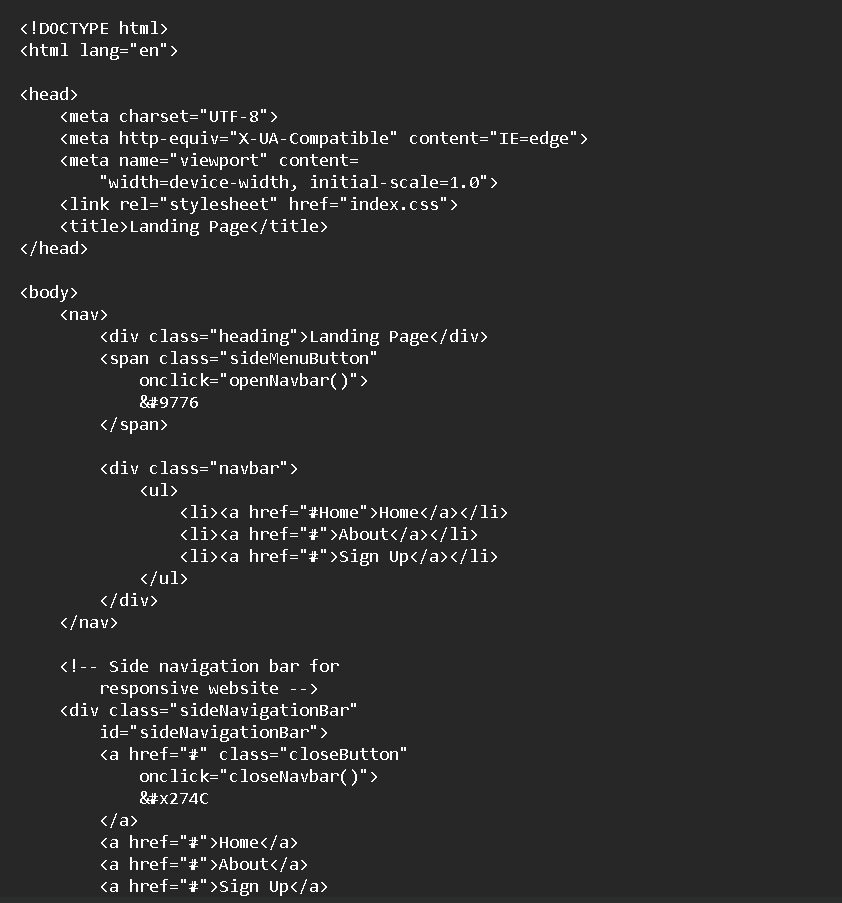 <!DOCTYPE html>
<html lang="en">

<head>
    <meta charset="UTF-8">
    <meta http-equiv="X-UA-Compatible" content="IE=edge">
    <meta name="viewport" content=
        "width=device-width, initial-scale=1.0">
    <link rel="stylesheet" href="index.css">
    <title>Landing Page</title>
</head>

<body>
    <nav>
        <div class="heading">Landing Page</div>
        <span class="sideMenuButton"
            onclick="openNavbar()">
            &#9776
        </span>

        <div class="navbar">
            <ul>
                <li><a href="#Home">Home</a></li>
                <li><a href="#">About</a></li>
                <li><a href="#">Sign Up</a></li>
            </ul>
        </div>
    </nav>

    <!-- Side navigation bar for
        responsive website -->
    <div class="sideNavigationBar"
        id="sideNavigationBar">
        <a href="#" class="closeButton"
            onclick="closeNavbar()">
            &#x274C
        </a>
        <a href="#">Home</a>
        <a href="#">About</a>
        <a href="#">Sign Up</a>